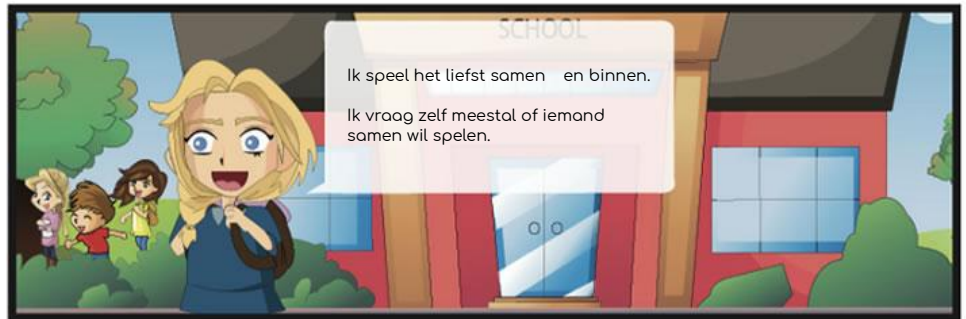 SCHOOL
Ik speel het liefst samen en binnen.
Ik vraag zelf meestal of iemand
samen wil spelen.